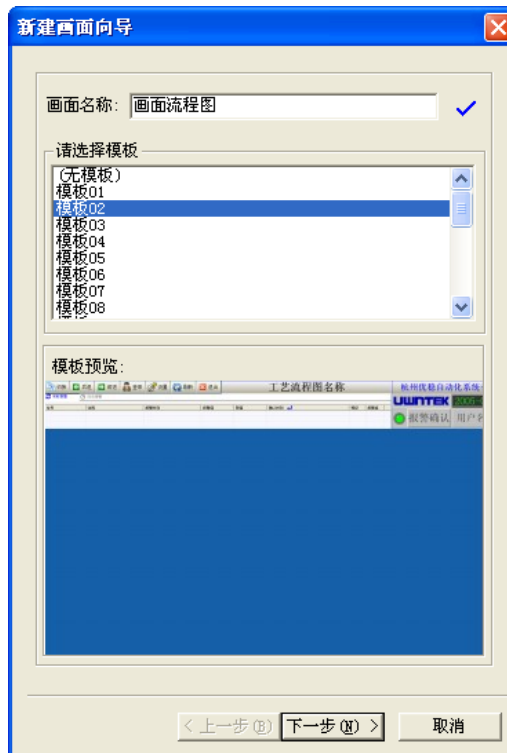 新建画面向导
画面名称: 画面流程图
请选择模板
(无模板)
模板01
模板02
模板03
模板04
模板05
模板06
模板07
模板08
模板预览:
工艺流程图名称
杭州优稳自动化系统
UWNTEK
报警确认 用户名
< 上一步(B) 下一步(N) > 取消